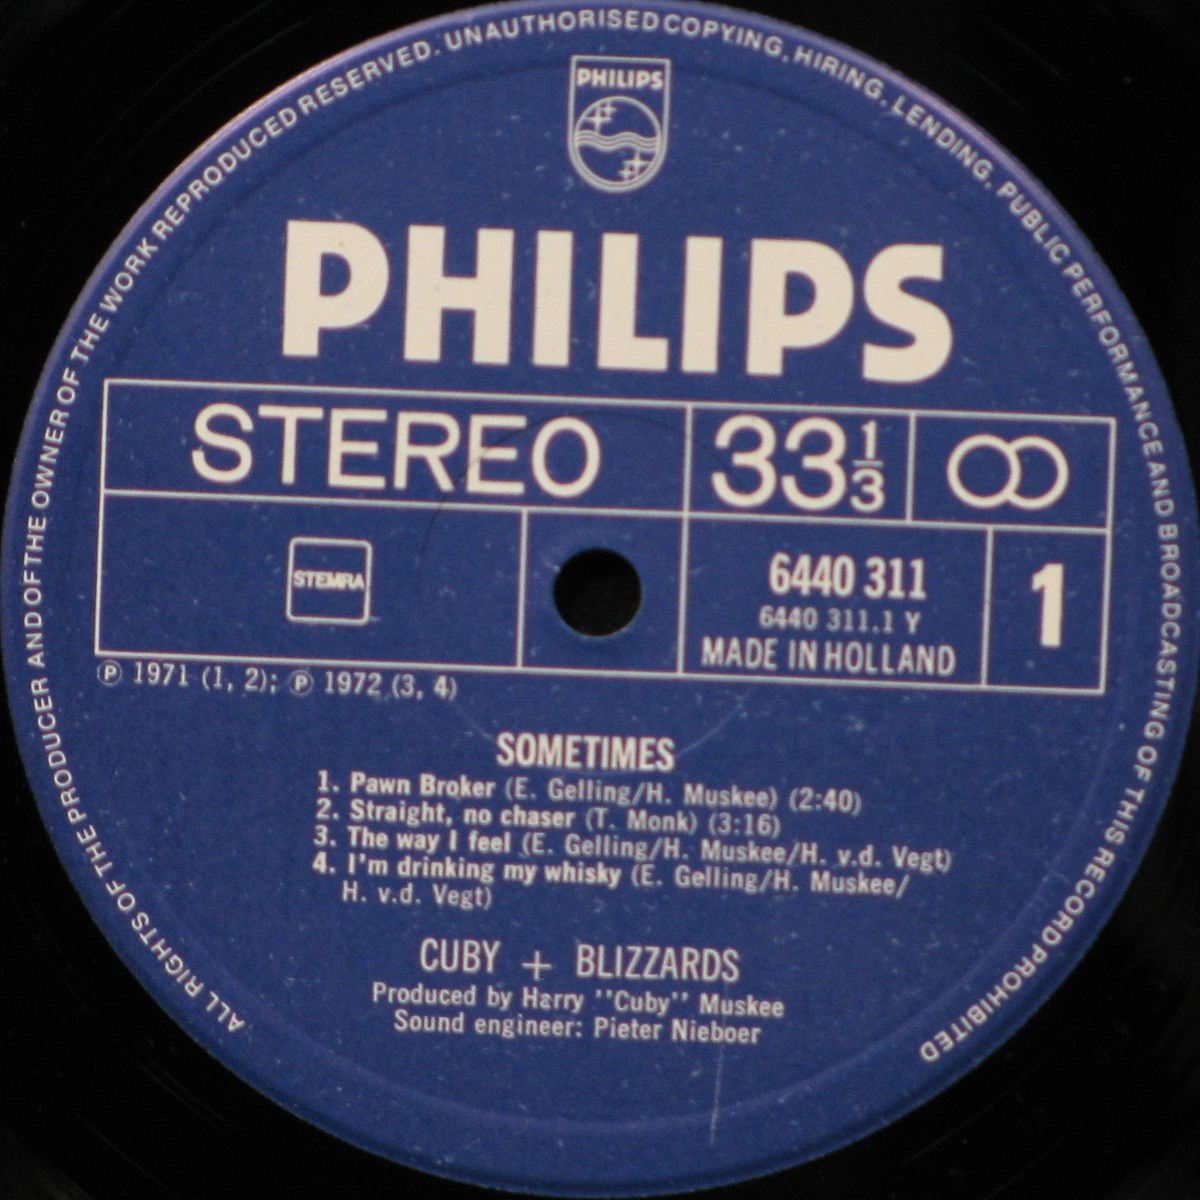 ALL RIGHTS OF THE PRODUCER AND OF THE OWNER OF THE WORK REPRODUCED RESERVED. UNAUTHORISED COPYING, HIRING, LENDING, PUBLIC PERFORMANCE AND BROADCASTING OF THIS RECORD PROHIBITED
PHILIPS
PHILIPS
STEREO 33 1/3
STEMRA
6440 311
6440 311.1 Y
MADE IN HOLLAND
1
℗ 1971 (1, 2); ℗ 1972 (3, 4)
SOMETIMES
1. Pawn Broker (E. Gelling/H. Muskee) (2:40)
2. Straight, no chaser (T. Monk) (3:16)
3. The way I feel (E. Gelling/H. Muskee/H. v.d. Vegt)
4. I'm drinking my whisky (E. Gelling/H. Muskee/
H. v.d. Vegt)
CUBY + BLIZZARDS
Produced by Harry "Cuby" Muskee
Sound engineer: Pieter Nieboer